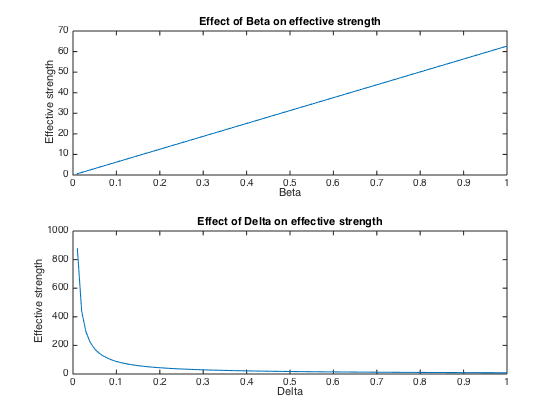 Effect of Beta on effective strength
Effective strength
70
60
50
40
30
20
10
0
0 0.1 0.2 0.3 0.4 0.5 0.6 0.7 0.8 0.9 1
Beta
Effect of Delta on effective strength
Effective strength
1000
800
600
400
200
0
0 0.1 0.2 0.3 0.4 0.5 0.6 0.7 0.8 0.9 1
Delta